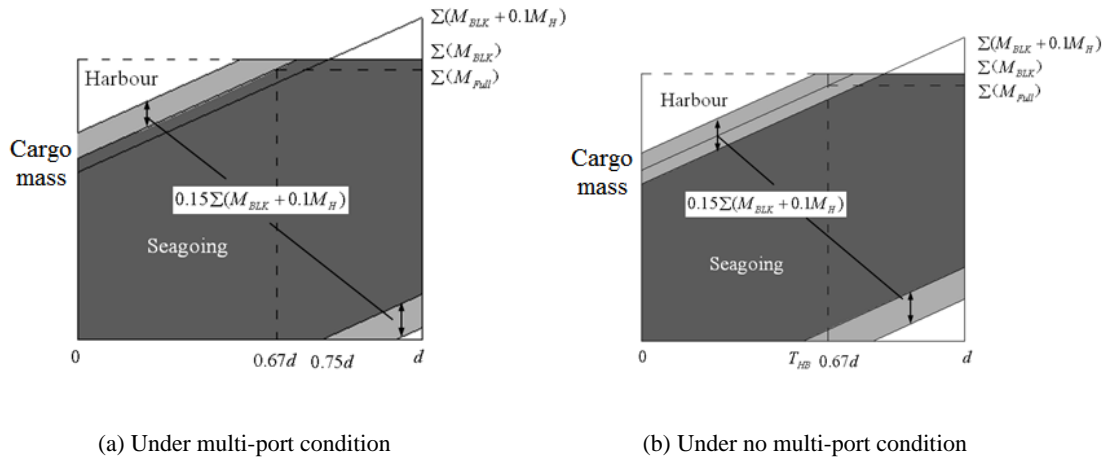 Σ(M_BLK + 0.1M_H)
Σ(M_BLK)
Σ(M_Full)
Harbour
Cargo
mass
0.15Σ(M_BLK + 0.1M_H)
Seagoing
0
0.67d
0.75d
d
(a) Under multi-port condition
Σ(M_BLK + 0.1M_H)
Σ(M_BLK)
Σ(M_Full)
Harbour
Cargo
mass
0.15Σ(M_BLK + 0.1M_H)
Seagoing
0
T_HB
0.67d
d
(b) Under no multi-port condition